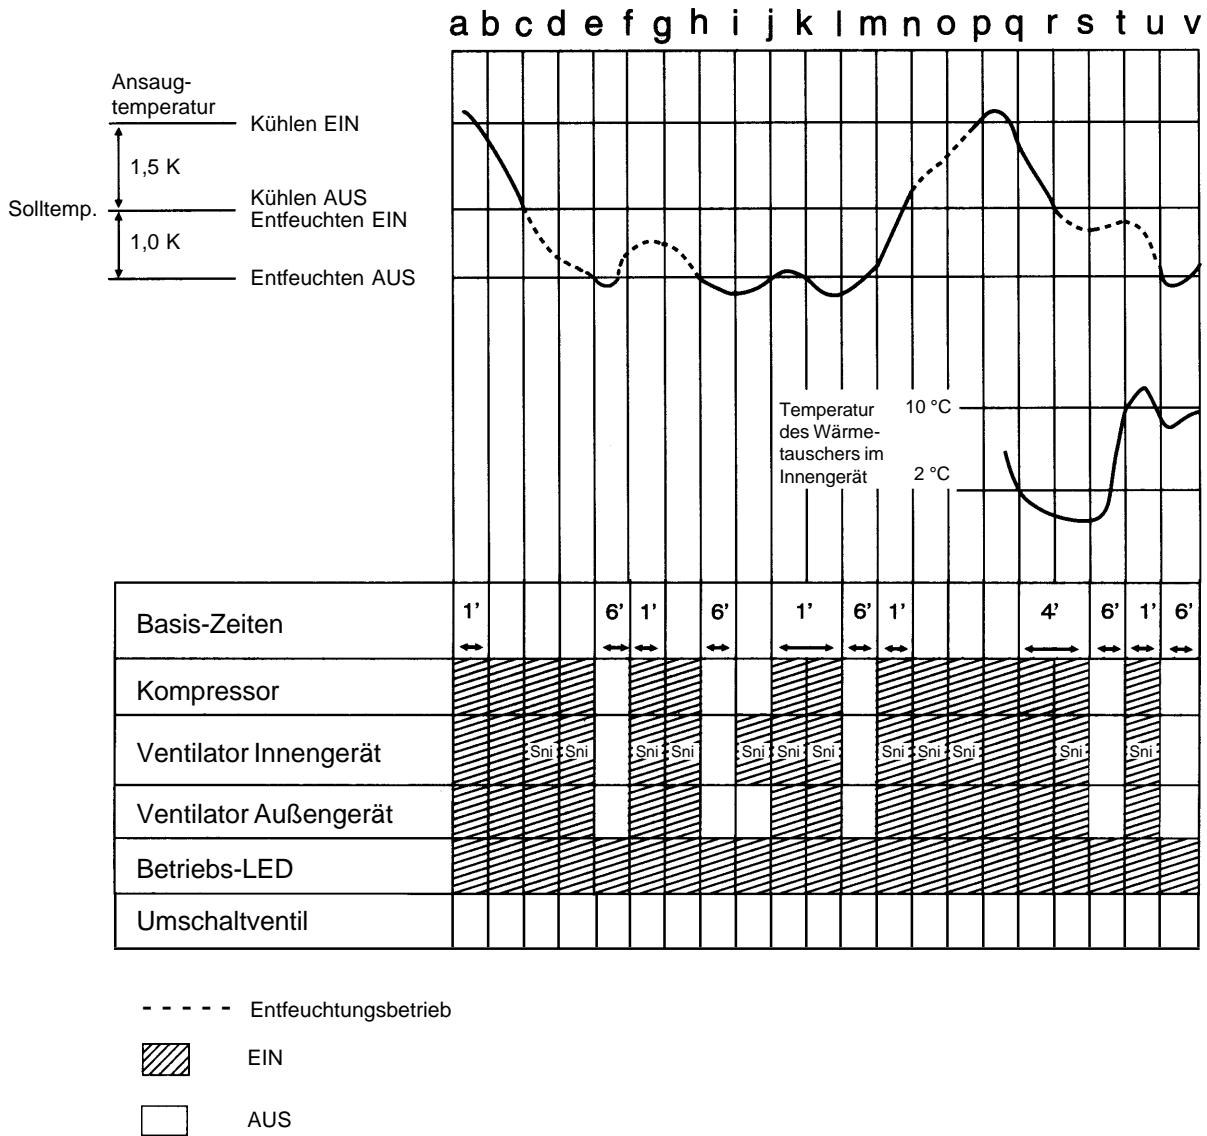 a b c d e f g h i j k l m n o p q r s t u v
Ansaug-
temperatur
Kühlen EIN
1,5 K
Solltemp.
Kühlen AUS
Entfeuchten EIN
1,0 K
Entfeuchten AUS
Temperatur
des Wärme-
tauschers im
Innengerät
10 °C
2 °C
Basis-Zeiten 1' 6' 1' 6' 1' 6' 1' 4' 6' 1' 6'
Kompressor
Ventilator Innengerät Sni Sni Sni Sni Sni Sni Sni Sni Sni Sni Sni Sni
Ventilator Außengerät
Betriebs-LED
Umschaltventil
Entfeuchtungsbetrieb
EIN
AUS